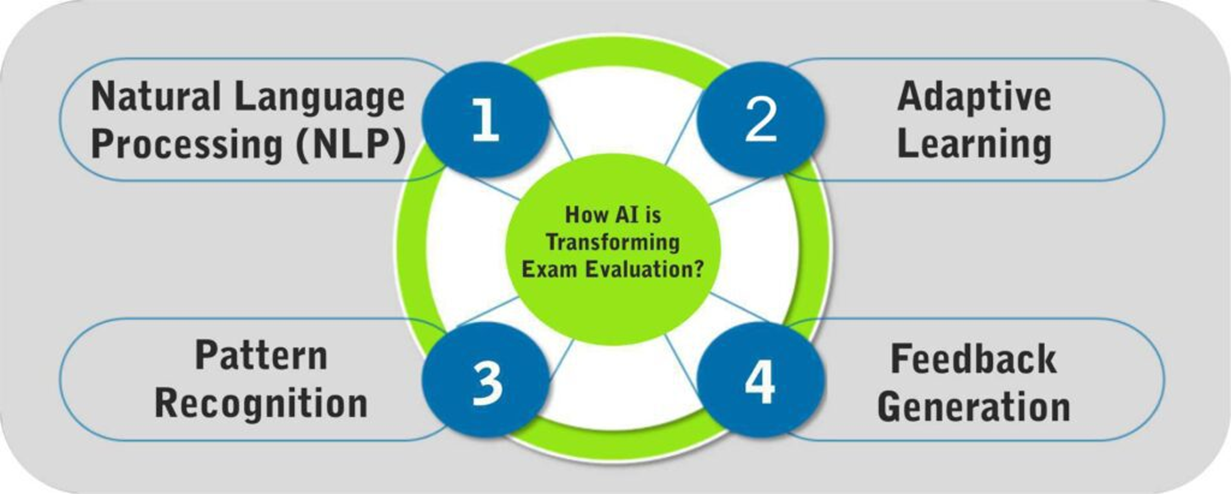 Natural Language
Processing (NLP)
1
2
Adaptive
Learning
How AI is
Transforming
Exam Evaluation?
Pattern
Recognition
3
4
Feedback
Generation